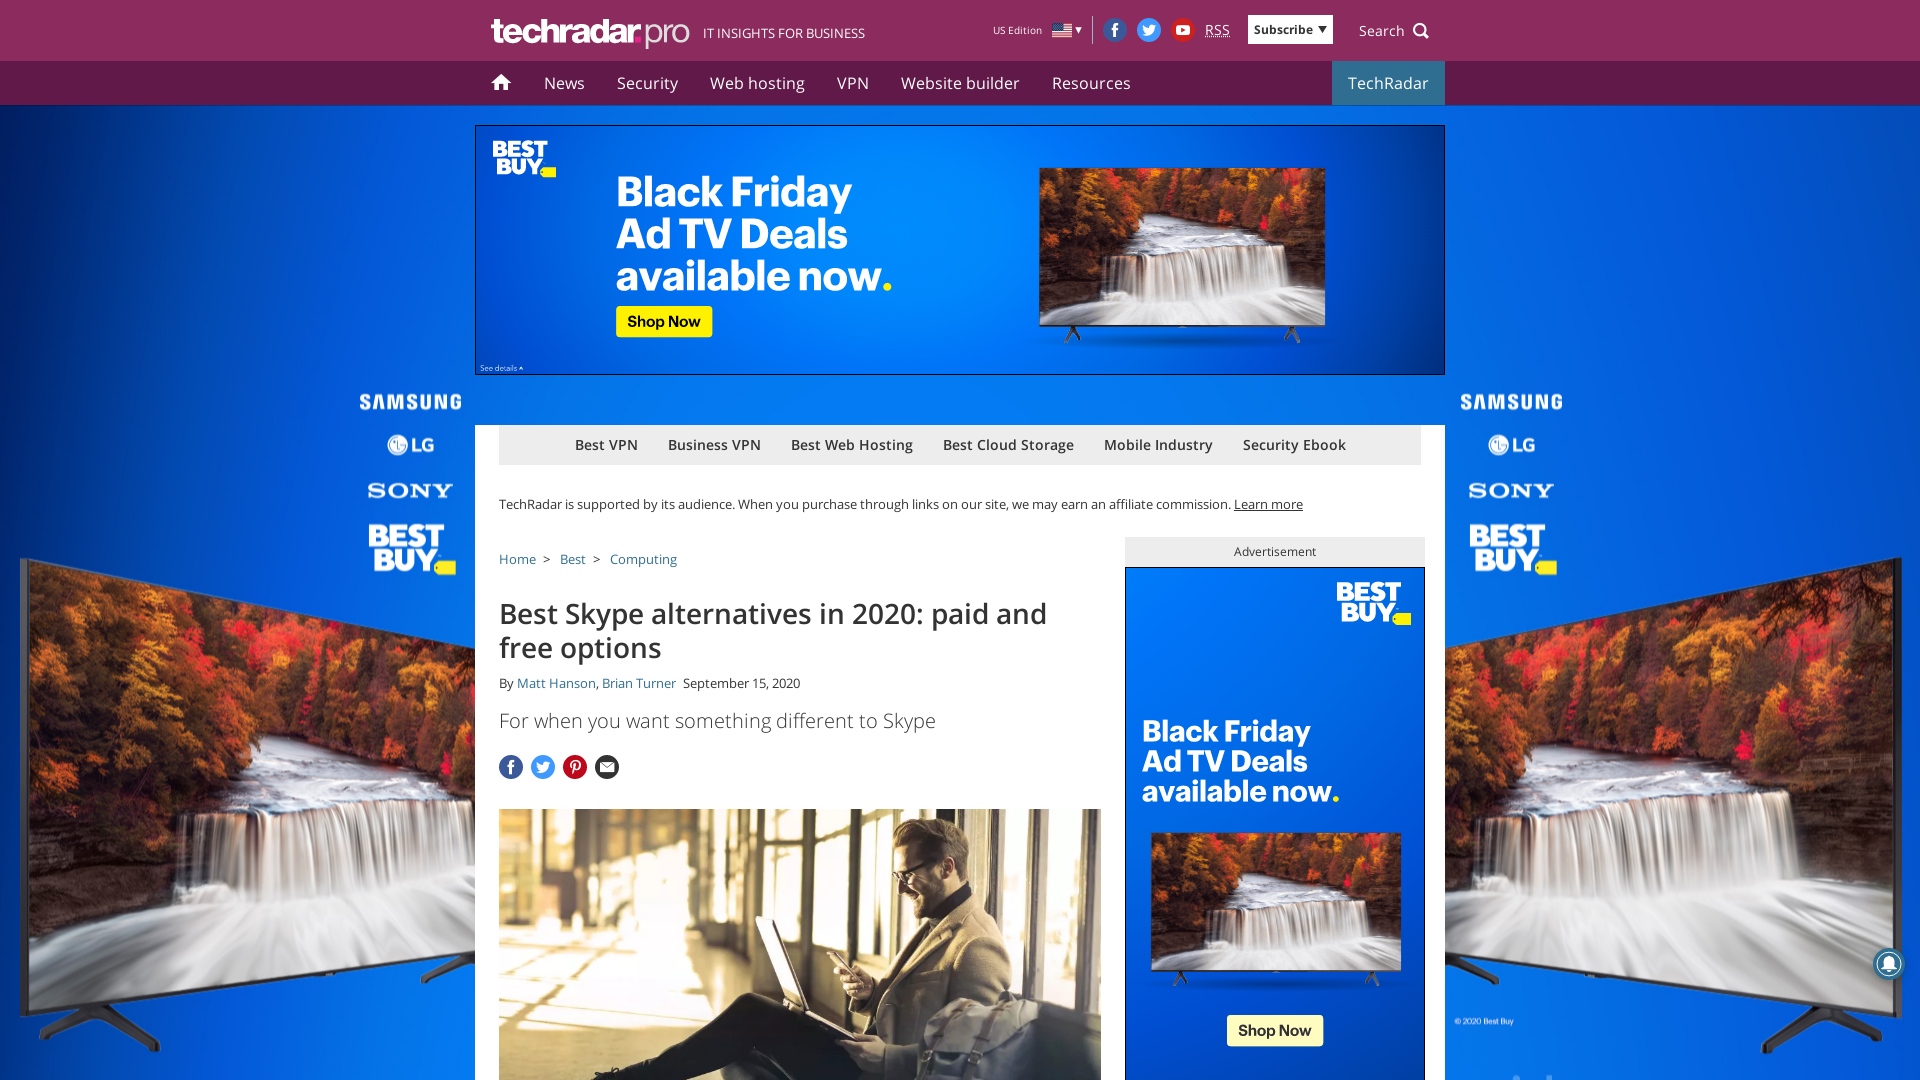 techradar.pro IT INSIGHTS FOR BUSINESS
US Edition
RSS
Subscribe
Search
News
Security
Web hosting
VPN
Website builder
Resources
TechRadar
BEST BUY
Black Friday
Ad TV Deals
available now.
Shop Now
See details
SAMSUNG
LG
SONY
BEST BUY
SAMSUNG
LG
SONY
BEST BUY
Best VPN
Business VPN
Best Web Hosting
Best Cloud Storage
Mobile Industry
Security Ebook
TechRadar is supported by its audience. When you purchase through links on our site, we may earn an affiliate commission. Learn more
Home > Best > Computing
Best Skype alternatives in 2020: paid and
free options
By Matt Hanson, Brian Turner September 15, 2020
For when you want something different to Skype
Advertisement
BEST BUY
Black Friday
Ad TV Deals
available now.
Shop Now
© 2020 Best Buy